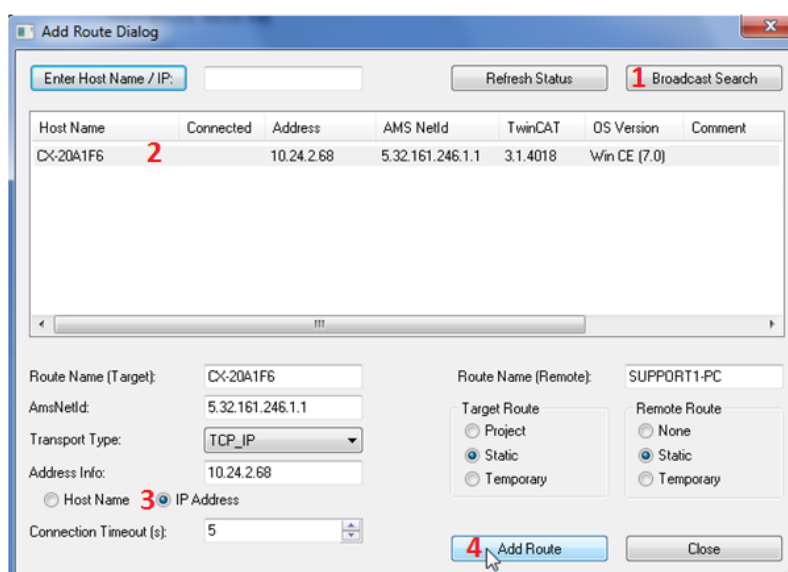 Add Route Dialog
Enter Host Name / IP: Refresh Status 1 Broadcast Search
Host Name Connected Address AMS NetId TwinCAT OS Version Comment
CX-20A1F6 2 10.24.2.68 5.32.161.246.1.1 3.1.4018 Win CE (7.0)
Route Name (Target): CX-20A1F6 Route Name (Remote): SUPPORT1-PC
AmsNetId: 5.32.161.246.1.1 Target Route Remote Route
Project None
Transport Type: TCP_IP
Static Static
Address Info: 10.24.2.68
Temporary Temporary
Host Name 3 IP Address
Connection Timeout (s): 5
4 Add Route Close